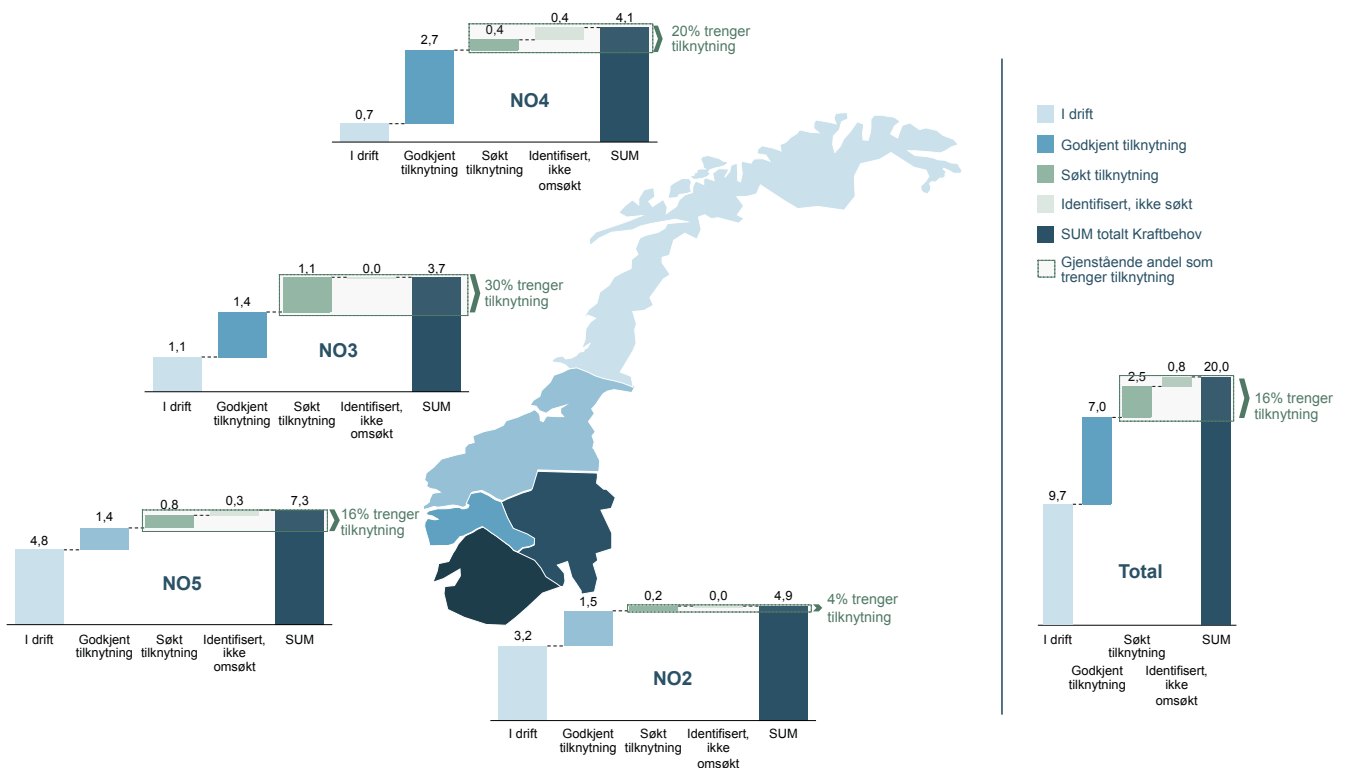 2,7
0,7
0,4
0,4
4,1
20% trenger
tilknytning
NO4
I drift
Godkjent
tilknytning
Søkt
tilknytning
Identifisert,
ikke
omsøkt
SUM
1,1
1,4
1,1
0,0
3,7
30% trenger
tilknytning
NO3
I drift
Godkjent
tilknytning
Søkt
tilknytning
Identifisert,
ikke
omsøkt
SUM
4,8
1,4
0,8
0,3
7,3
16% trenger
tilknytning
NO5
I drift
Godkjent
tilknytning
Søkt
tilknytning
Identifisert,
ikke
omsøkt
SUM
3,2
1,5
0,2
0,0
4,9
4% trenger
tilknytning
NO2
I drift
Godkjent
tilknytning
Søkt
tilknytning
Identifisert,
ikke
omsøkt
SUM
I drift
Godkjent tilknytning
Søkt tilknytning
Identifisert, ikke søkt
SUM totalt Kraftbehov
Gjenstående andel som
trenger tilknytning
9,7
7,0
2,5
0,8
20,0
16% trenger
tilknytning
Total
I drift
Godkjent
tilknytning
Søkt
tilknytning
Identifisert,
ikke
omsøkt
SUM